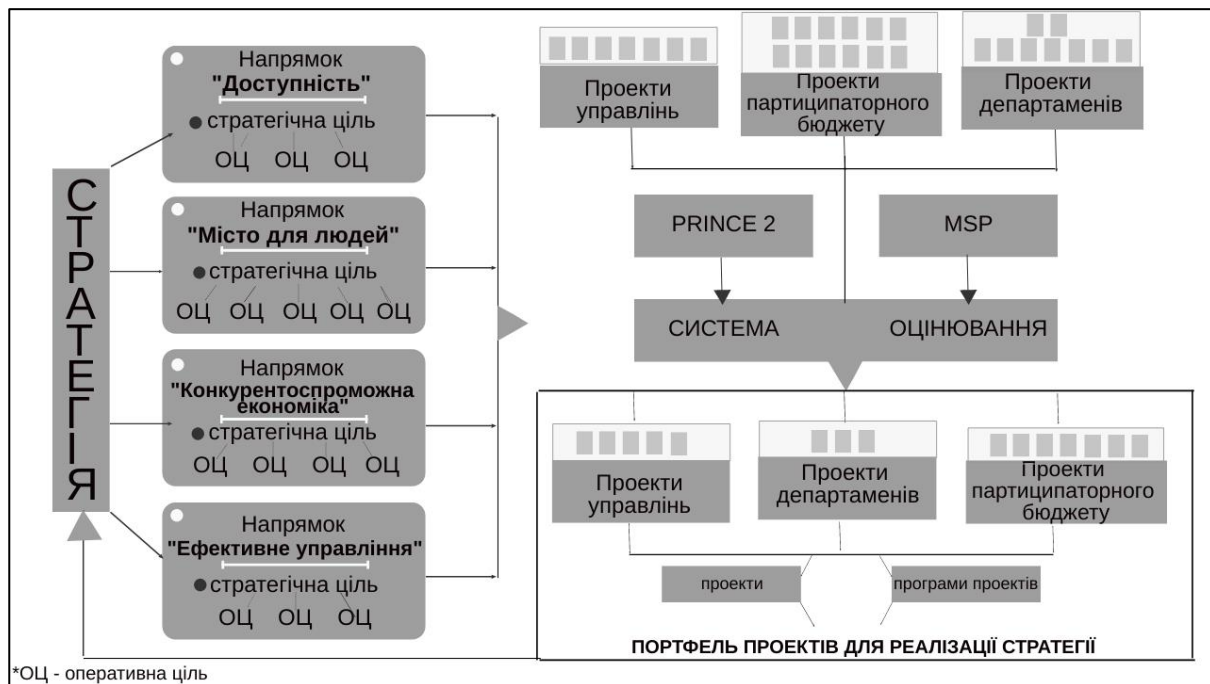 СТРАТЕГІЯ
Напрямок
"Доступність"
стратегічна ціль
ОЦ ОЦ ОЦ
Напрямок
"Місто для людей"
стратегічна ціль
ОЦ ОЦ ОЦ ОЦ ОЦ
Напрямок
"Конкурентоспроможна
економіка"
стратегічна ціль
ОЦ ОЦ ОЦ ОЦ
Напрямок
"Ефективне управління"
стратегічна ціль
ОЦ ОЦ ОЦ
Проекти
управлінь
Проекти
партиципаторного
бюджету
Проекти
департаменів
PRINCE 2
MSP
СИСТЕМА ОЦІНЮВАННЯ
Проекти
управлінь
Проекти
департаменів
Проекти
партиципаторного
бюджету
проекти
програми проектів
ПОРТФЕЛЬ ПРОЕКТІВ ДЛЯ РЕАЛІЗАЦІЇ СТРАТЕГІЇ
*ОЦ - оперативна ціль